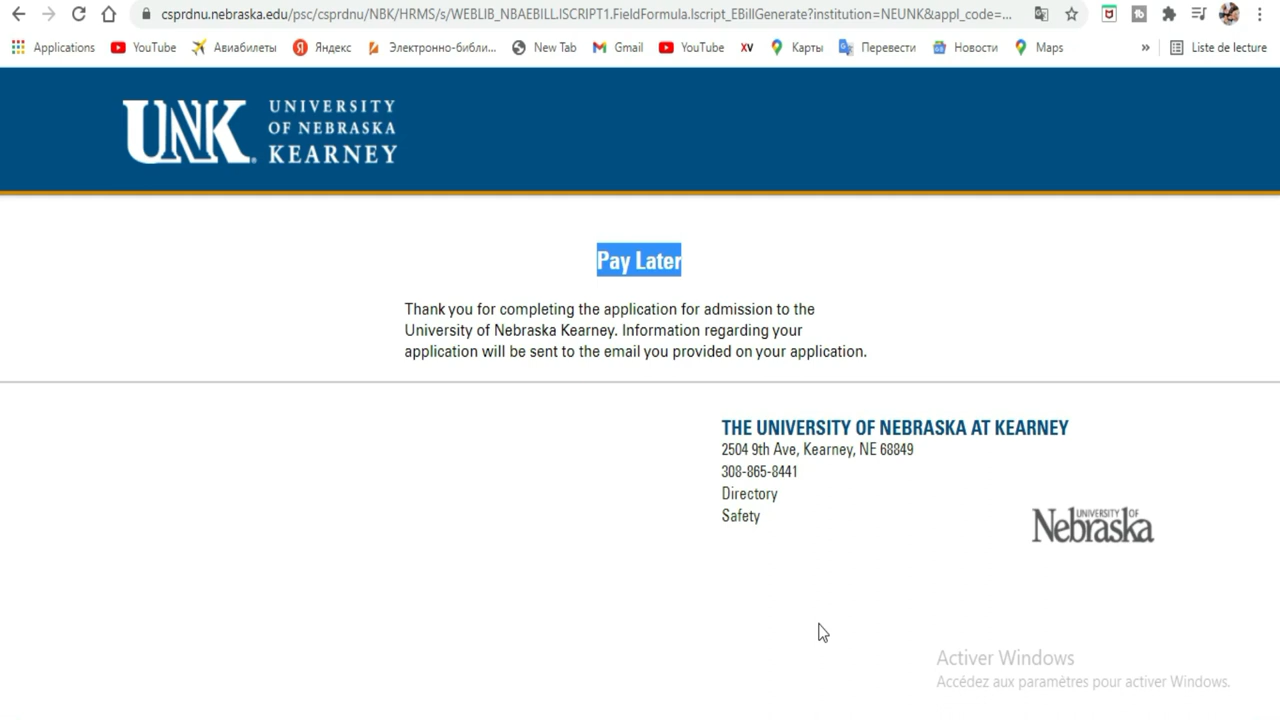 csprdnu.nebraska.edu/psc/csprdnu/NBK/HRMS/s/WEBLIB_NBAEBILL.ISCRIPT1.FieldFormula.Iscript_EBillGenerate?institution=NEUNK&appl_code=...
Applications YouTube Авиабилеты Яндекс Электронно-библи... New Tab Gmail YouTube XV Карты Перевести Новости Maps » Liste de lecture
UNK
UNIVERSITY
OF NEBRASKA
KEARNEY
Pay Later
Thank you for completing the application for admission to the
University of Nebraska Kearney. Information regarding your
application will be sent to the email you provided on your application.
THE UNIVERSITY OF NEBRASKA AT KEARNEY
2504 9th Ave, Kearney, NE 68849
308-865-8441
Directory
Safety
UNIVERSITY OF
Nebraska
Activer Windows
Accédez aux paramètres pour activer Windows.